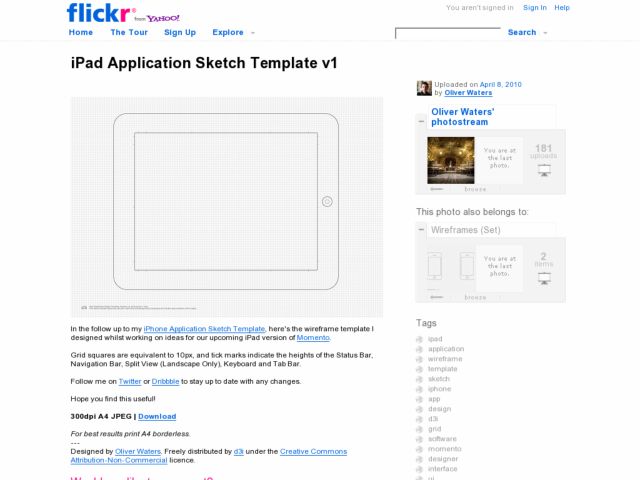 flickr from YAHOO!
You aren't signed in Sign In Help
Home The Tour Sign Up Explore
Search
iPad Application Sketch Template v1
Uploaded on April 8, 2010
by Oliver Waters
Oliver Waters'
photostream
You are at
the last
photo.
181
uploads
browse
This photo also belongs to:
Wireframes (Set)
You are at
the last
photo.
2
items
browse
In the follow up to my iPhone Application Sketch Template, here's the wireframe template I
designed whilst working on ideas for our upcoming iPad version of Momento.
Grid squares are equivalent to 10px, and tick marks indicate the heights of the Status Bar,
Navigation Bar, Split View (Landscape Only), Keyboard and Tab Bar.
Follow me on Twitter or Dribbble to stay up to date with any changes.
Hope you find this useful!
300dpi A4 JPEG | Download
For best results print A4 borderless.
---
Designed by Oliver Waters. Freely distributed by d3i under the Creative Commons
Attribution-Non-Commercial licence.
Tags
ipad
application
wireframe
template
sketch
iphone
app
design
d3i
grid
software
momento
designer
interface
ui